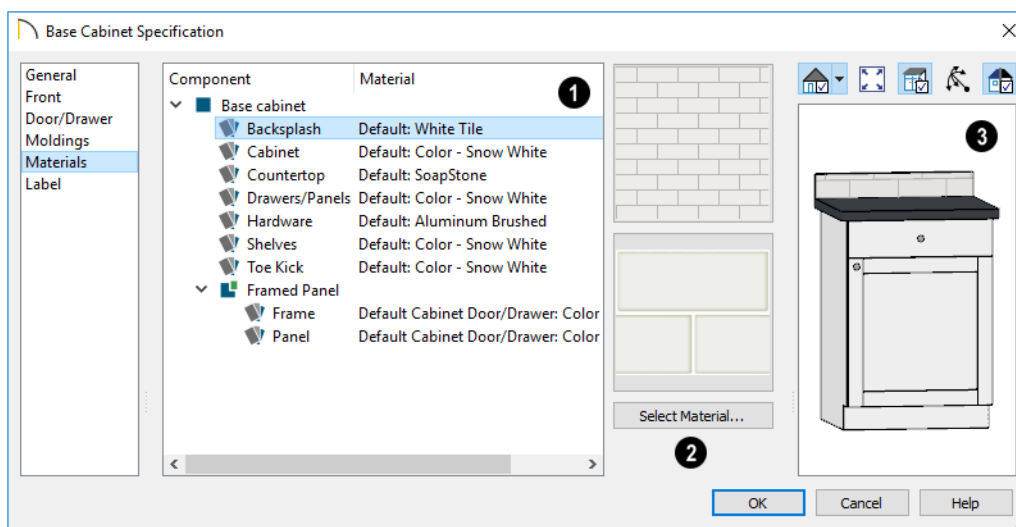 Base Cabinet Specification
General
Front
Door/Drawer
Moldings
Materials
Label
Component Material
1
Base cabinet
Backsplash Default: White Tile
Cabinet Default: Color - Snow White
Countertop Default: SoapStone
Drawers/Panels Default: Color - Snow White
Hardware Default: Aluminum Brushed
Shelves Default: Color - Snow White
Toe Kick Default: Color - Snow White
Framed Panel
Frame Default Cabinet Door/Drawer: Color
Panel Default Cabinet Door/Drawer: Color
Select Material...
2
3
OK Cancel Help